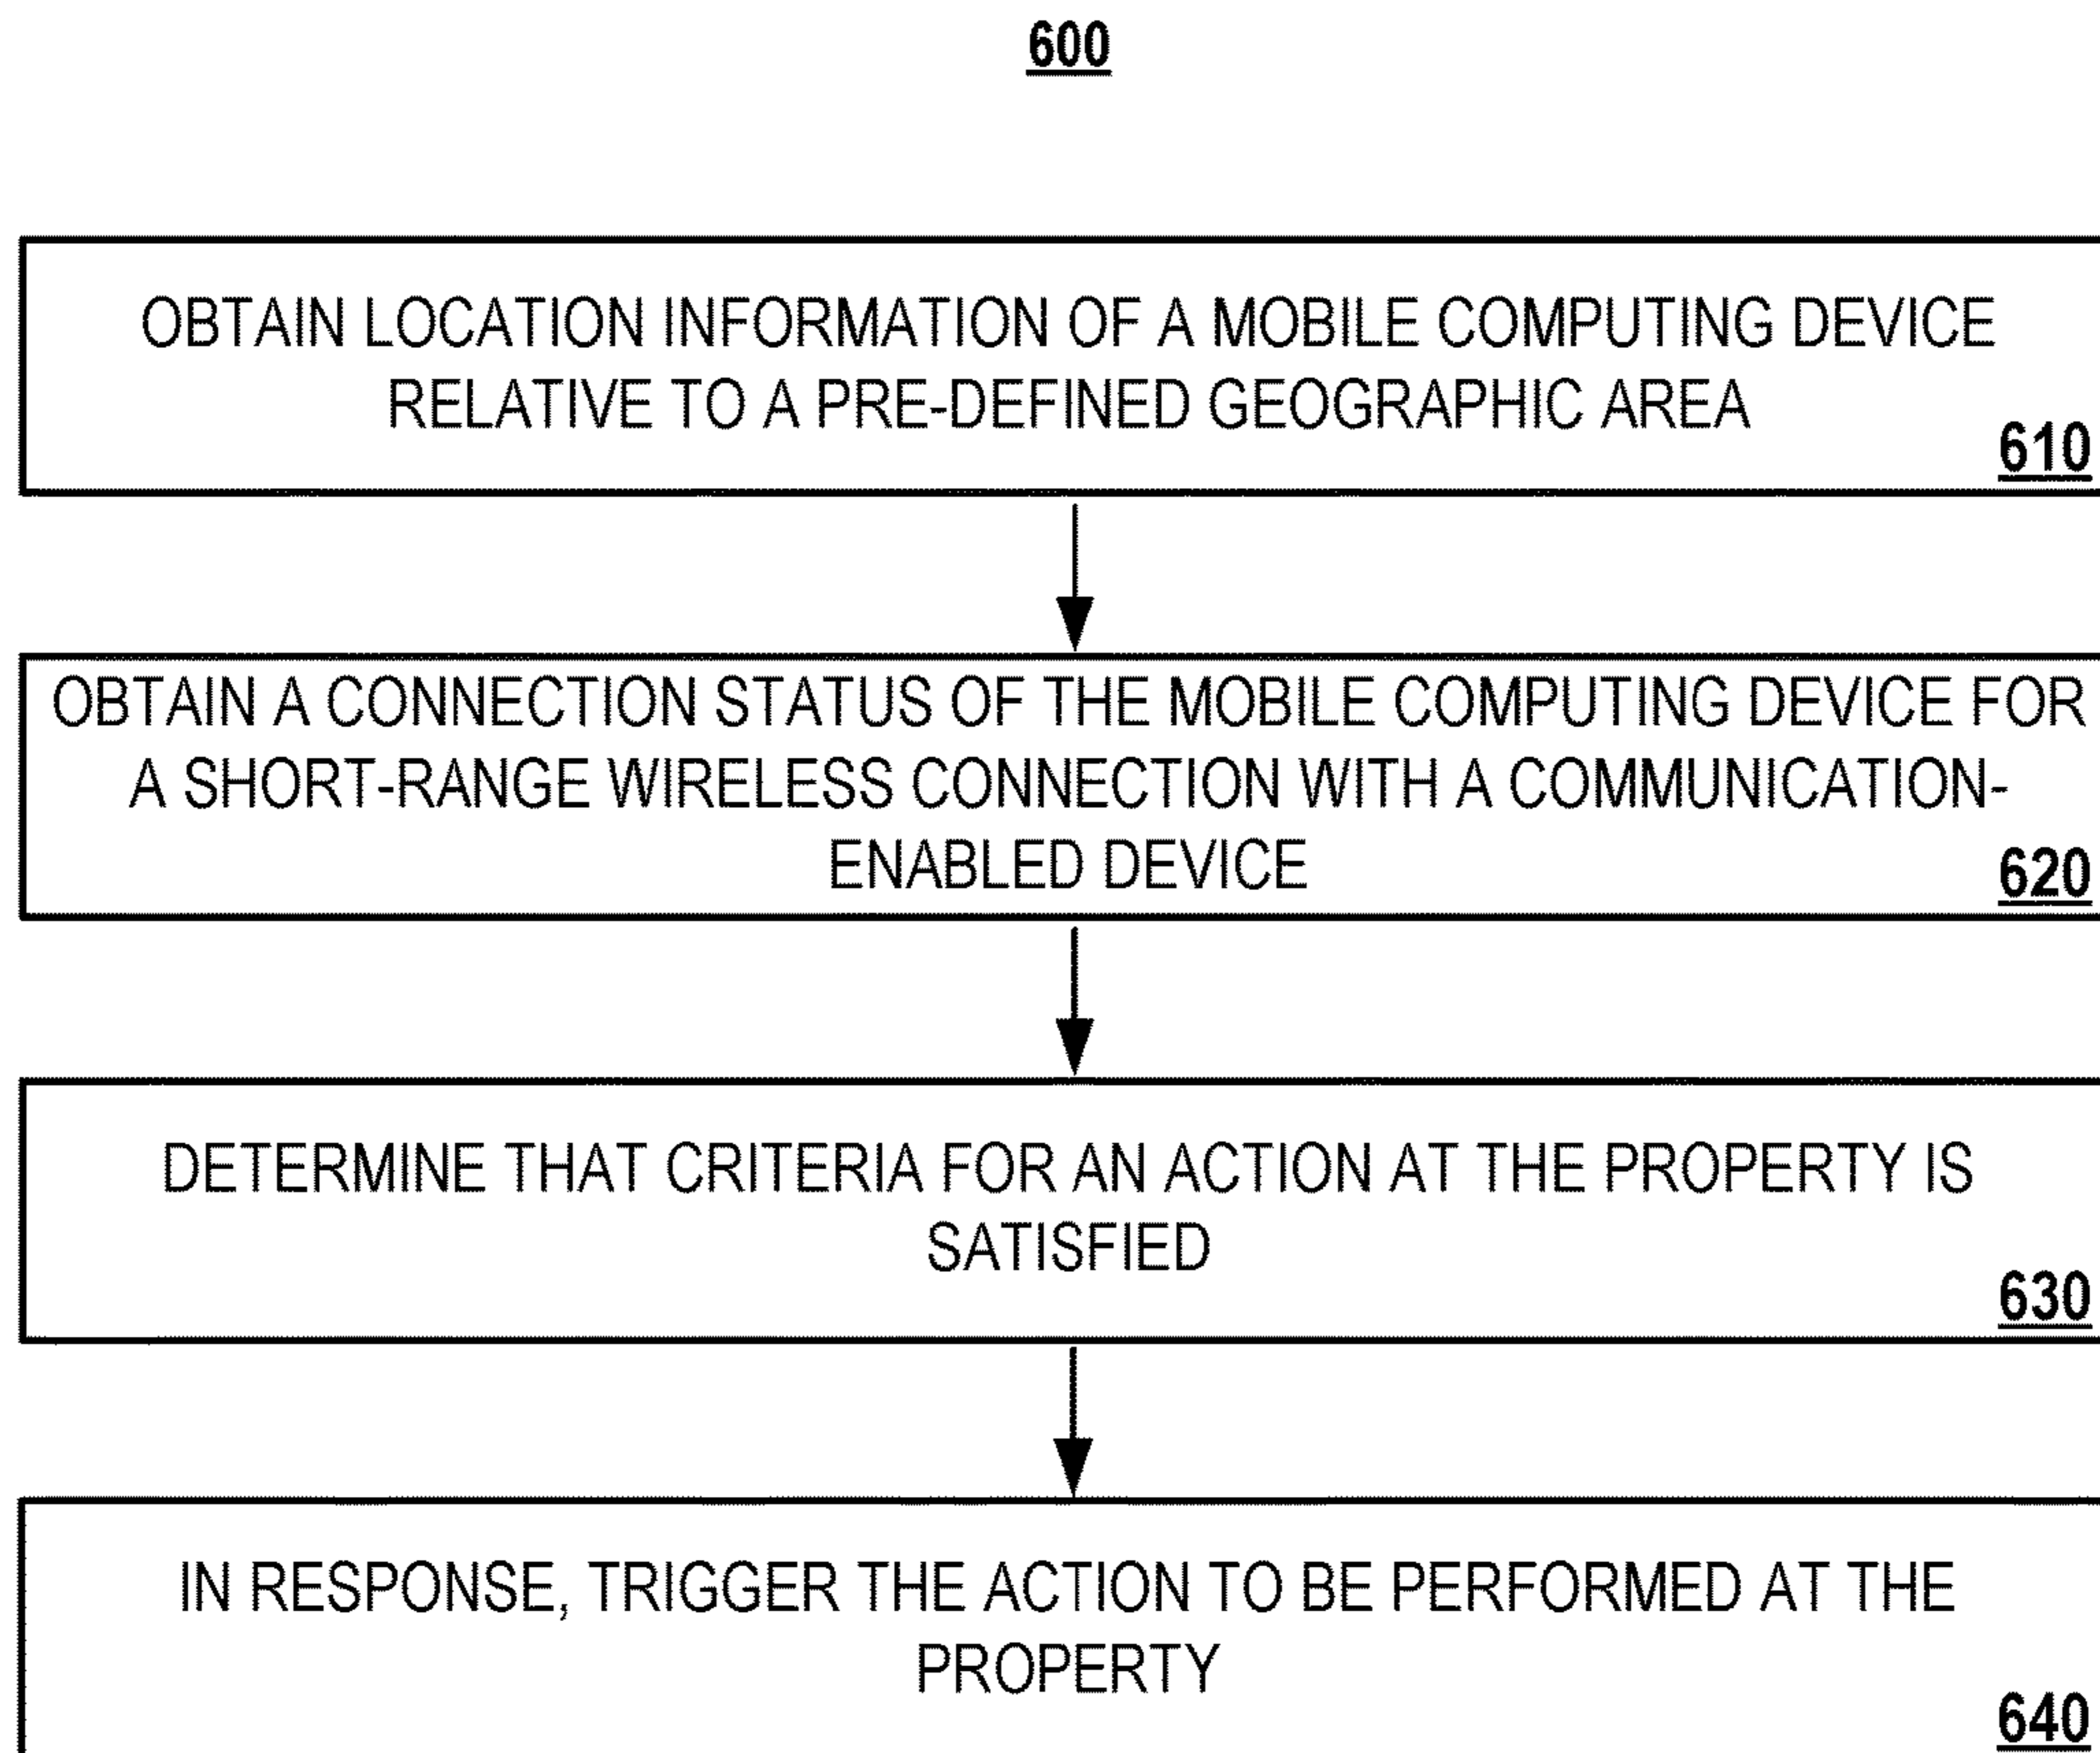 600
OBTAIN LOCATION INFORMATION OF A MOBILE COMPUTING DEVICE
RELATIVE TO A PRE-DEFINED GEOGRAPHIC AREA
610
OBTAIN A CONNECTION STATUS OF THE MOBILE COMPUTING DEVICE FOR
A SHORT-RANGE WIRELESS CONNECTION WITH A COMMUNICATION-
ENABLED DEVICE
620
DETERMINE THAT CRITERIA FOR AN ACTION AT THE PROPERTY IS
SATISFIED
630
IN RESPONSE, TRIGGER THE ACTION TO BE PERFORMED AT THE
PROPERTY
640